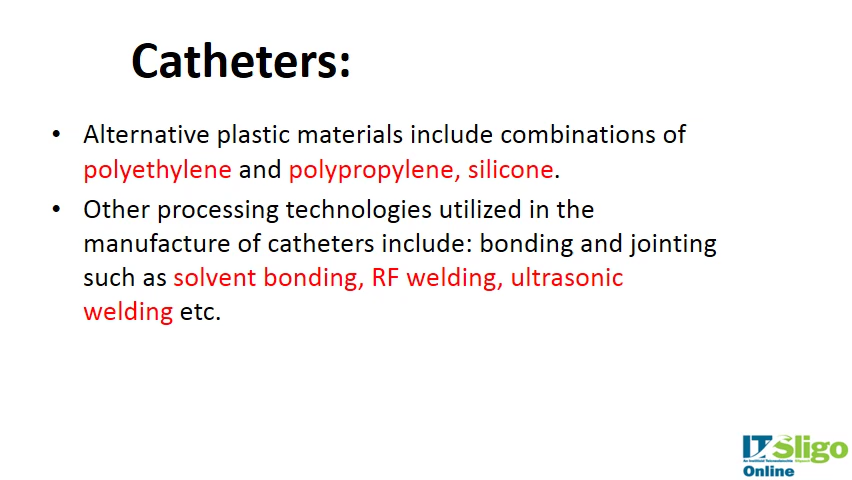 Catheters:
• Alternative plastic materials include combinations of
polyethylene and polypropylene, silicone.
• Other processing technologies utilized in the
manufacture of catheters include: bonding and jointing
such as solvent bonding, RF welding, ultrasonic
welding etc.
IT Sligo
Online